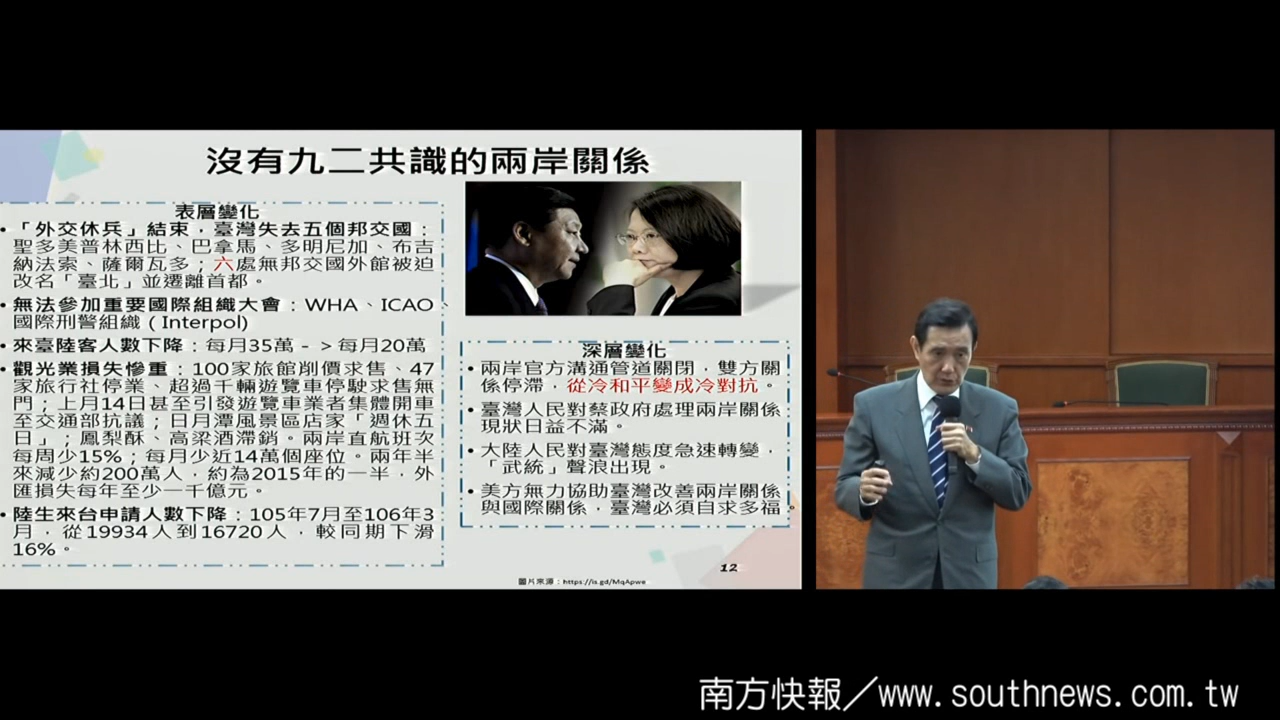 沒有九二共識的兩岸關係
表層變化
• 「外交休兵」結束，臺灣失去五個邦交國：
聖多美普林西比、巴拿馬、多明尼加、布吉
納法索、薩爾瓦多；六處無邦交國外館被迫
改名「臺北」並遷離首都。
• 無法參加重要國際組織大會：WHA、ICAO、
國際刑警組織（Interpol)
• 來臺陸客人數下降：每月35萬－＞每月20萬
• 觀光業損失慘重：100家旅館削價求售、47
家旅行社停業、超過千輛遊覽車停駛求售無
門；上月14日甚至引發遊覽車業者集體開車
至交通部抗議；日月潭風景區店家「週休五
日」；鳳梨酥、高梁酒滯銷。兩岸直航班次
每周少15%；每月少近14萬個座位。兩年半
來減少約200萬人，約為2015年的一半，外
匯損失每年至少一千億元。
• 陸生來台申請人數下降：105年7月至106年3
月，從19934人到16720人，較同期下滑
16%。
深層變化
• 兩岸官方溝通管道關閉，雙方關
係停滯，從冷和平變成冷對抗。
• 臺灣人民對蔡政府處理兩岸關係
現狀日益不滿。
• 大陸人民對臺灣態度急速轉變，
「武統」聲浪出現。
• 美方無力協助臺灣改善兩岸關係
與國際關係，臺灣必須自求多福。
12
圖片來源：https://is.gd/MqApwe
南方快報／www.southnews.com.tw